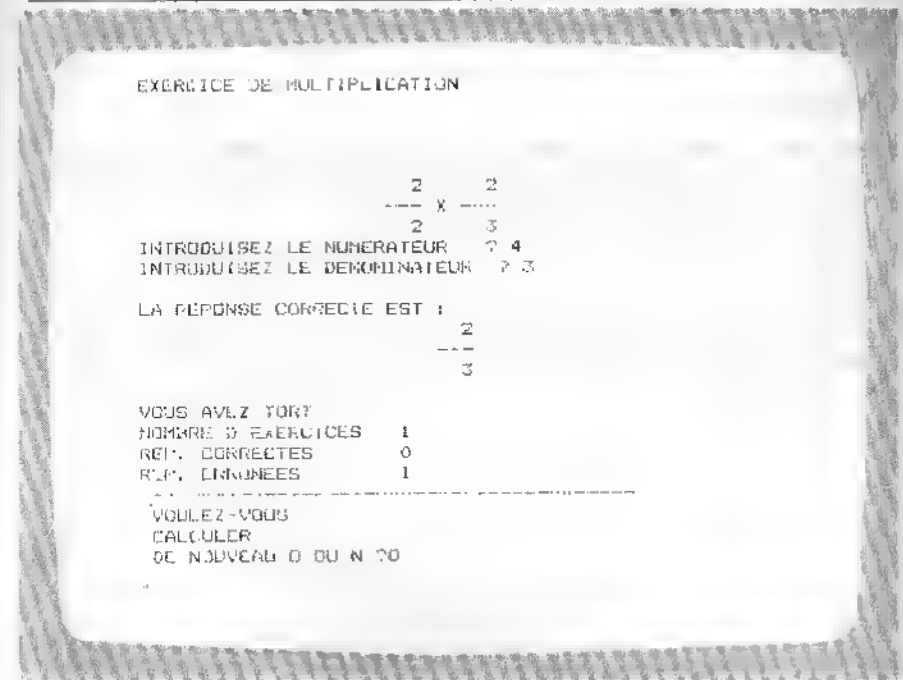 EXERCICE DE MULTIPLICATION
2 2
--- X ---
2 3
INTRODUISEZ LE NUMERATEUR ? 4
INTRODUISEZ LE DENOMINATEUR ? 3
LA REPONSE CORRECTE EST :
2
---
3
VOUS AVEZ TORT
NOMBRE D EXERCICES 1
REP. CORRECTES 0
REP. ERRONEES 1
VOULEZ-VOUS
CALCULER
DE NOUVEAU O OU N ?O